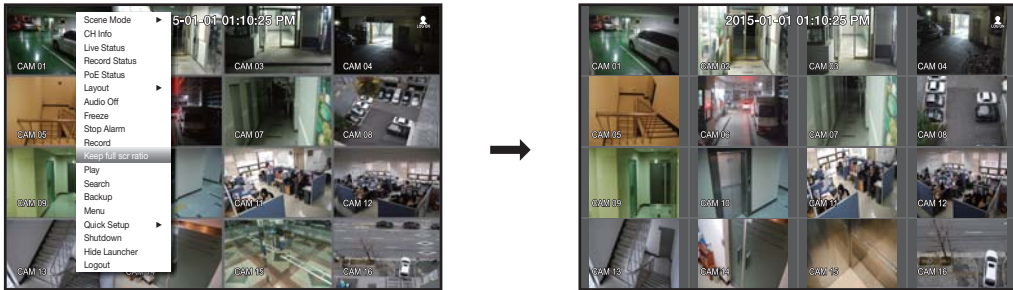 5-01-01 01:10:25 PM
LOG ON
Scene Mode
CH Info
Live Status
Record Status
PoE Status
Layout
Audio Off
Freeze
Stop Alarm
Record
Keep full scr ratio
Play
Search
Backup
Menu
Quick Setup
Shutdown
Hide Launcher
Logout
CAM 01
CAM 03
CAM 04
CAM 05
CAM 07
CAM 08
CAM 09
CAM 11
CAM 12
CAM 13
CAM 15
CAM 16
2015-01-01 01:10:25 PM
LOG ON
CAM 01
CAM 02
CAM 03
CAM 04
CAM 05
CAM 06
CAM 07
CAM 08
CAM 09
CAM 10
CAM 11
CAM 12
CAM 13
CAM 14
CAM 15
CAM 16